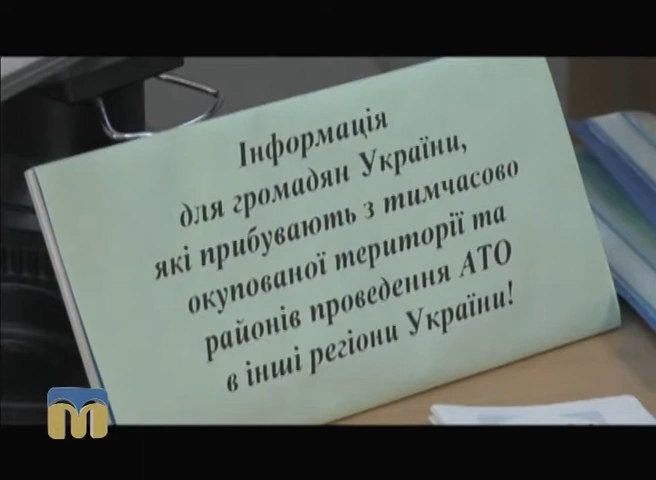 Інформація
для громадян України,
які прибувають з тимчасово
окупованої території та
районів проведення АТО
в інші регіони України!
М